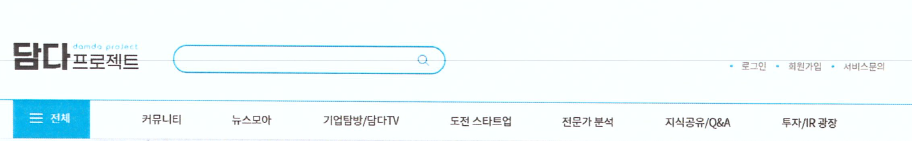 damda project
담다프로젝트
로그인 회원가입 서비스문의
전체 커뮤니티 뉴스모아 기업탐방/담다TV 도전 스타트업 전문가 분석 지식공유/Q&A 투자/IR 광장